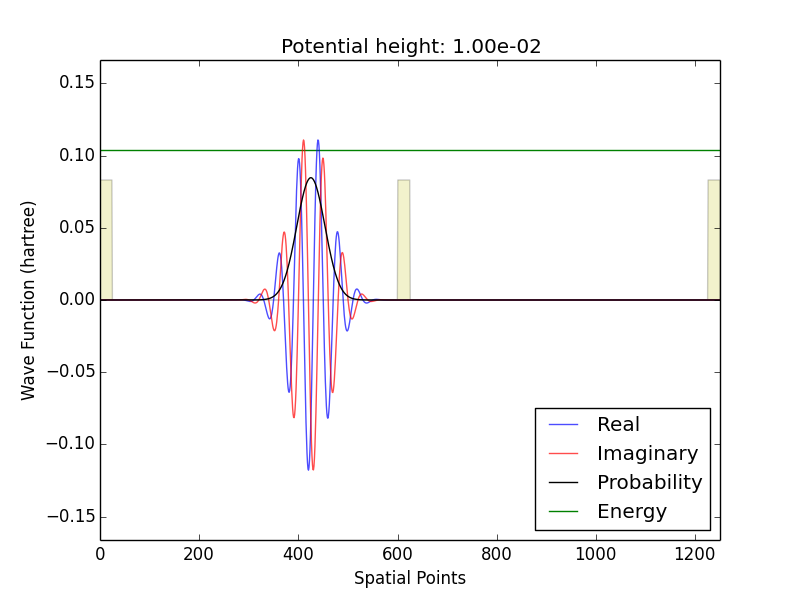 Potential height: 1.00e-02
0.15
0.10
0.05
0.00
−0.05
−0.10
−0.15
Wave Function (hartree)
Real
Imaginary
Probability
Energy
0
200
400
600
800
1000
1200
Spatial Points